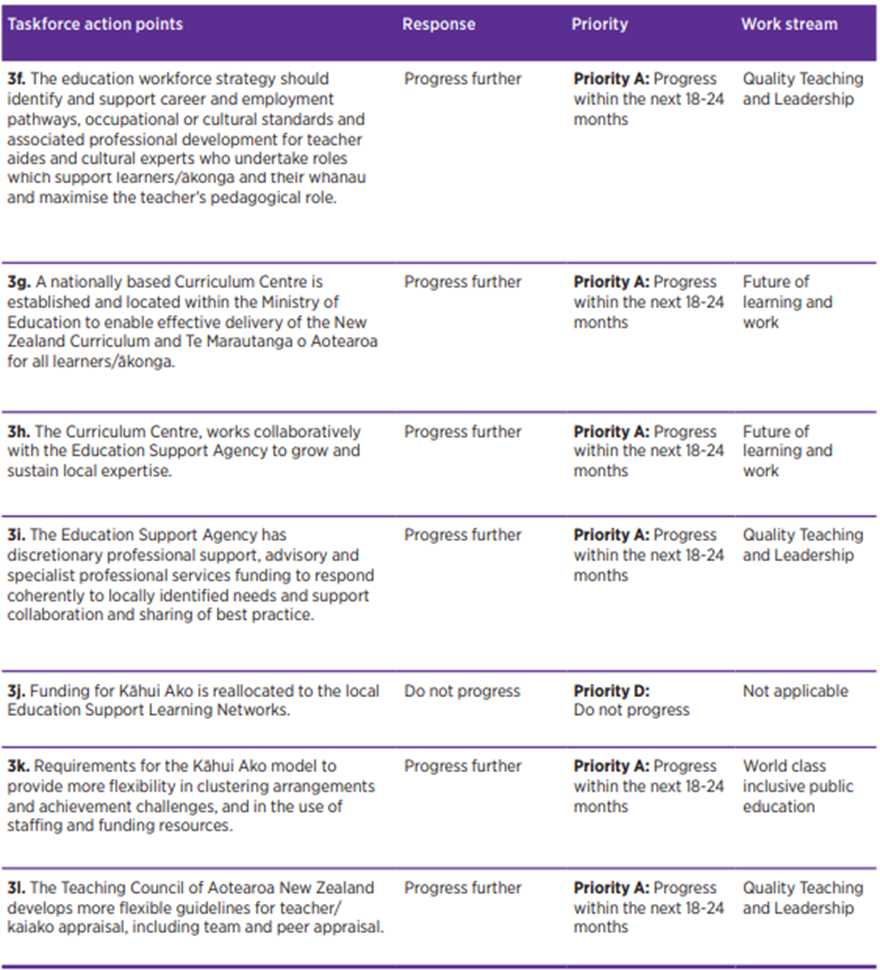 Taskforce action points Response Priority Work stream
3f. The education workforce strategy should Progress further Priority A: Progress Quality Teaching
identify and support career and employment within the next 18-24 and Leadership
pathways, occupational or cultural standards and months
associated professional development for teacher
aides and cultural experts who undertake roles
which support learners/ākonga and their whānau
and maximise the teacher's pedagogical role.
3g. A nationally based Curriculum Centre is Progress further Priority A: Progress Future of
established and located within the Ministry of within the next 18-24 learning and
Education to enable effective delivery of the New months work
Zealand Curriculum and Te Marautanga o Aotearoa
for all learners/ākonga.
3h. The Curriculum Centre, works collaboratively Progress further Priority A: Progress Future of
with the Education Support Agency to grow and within the next 18-24 learning and
sustain local expertise. months work
3i. The Education Support Agency has Progress further Priority A: Progress Quality Teaching
discretionary professional support, advisory and within the next 18-24 and Leadership
specialist professional services funding to respond months
coherently to locally identified needs and support
collaboration and sharing of best practice.
3j. Funding for Kāhui Ako is reallocated to the local Do not progress Priority D: Not applicable
Education Support Learning Networks. Do not progress
3k. Requirements for the Kāhui Ako model to Progress further Priority A: Progress World class
provide more flexibility in clustering arrangements within the next 18-24 inclusive public
and achievement challenges, and in the use of months education
staffing and funding resources.
3l. The Teaching Council of Aotearoa New Zealand Progress further Priority A: Progress Quality Teaching
develops more flexible guidelines for teacher/ within the next 18-24 and Leadership
kaiako appraisal, including team and peer appraisal. months